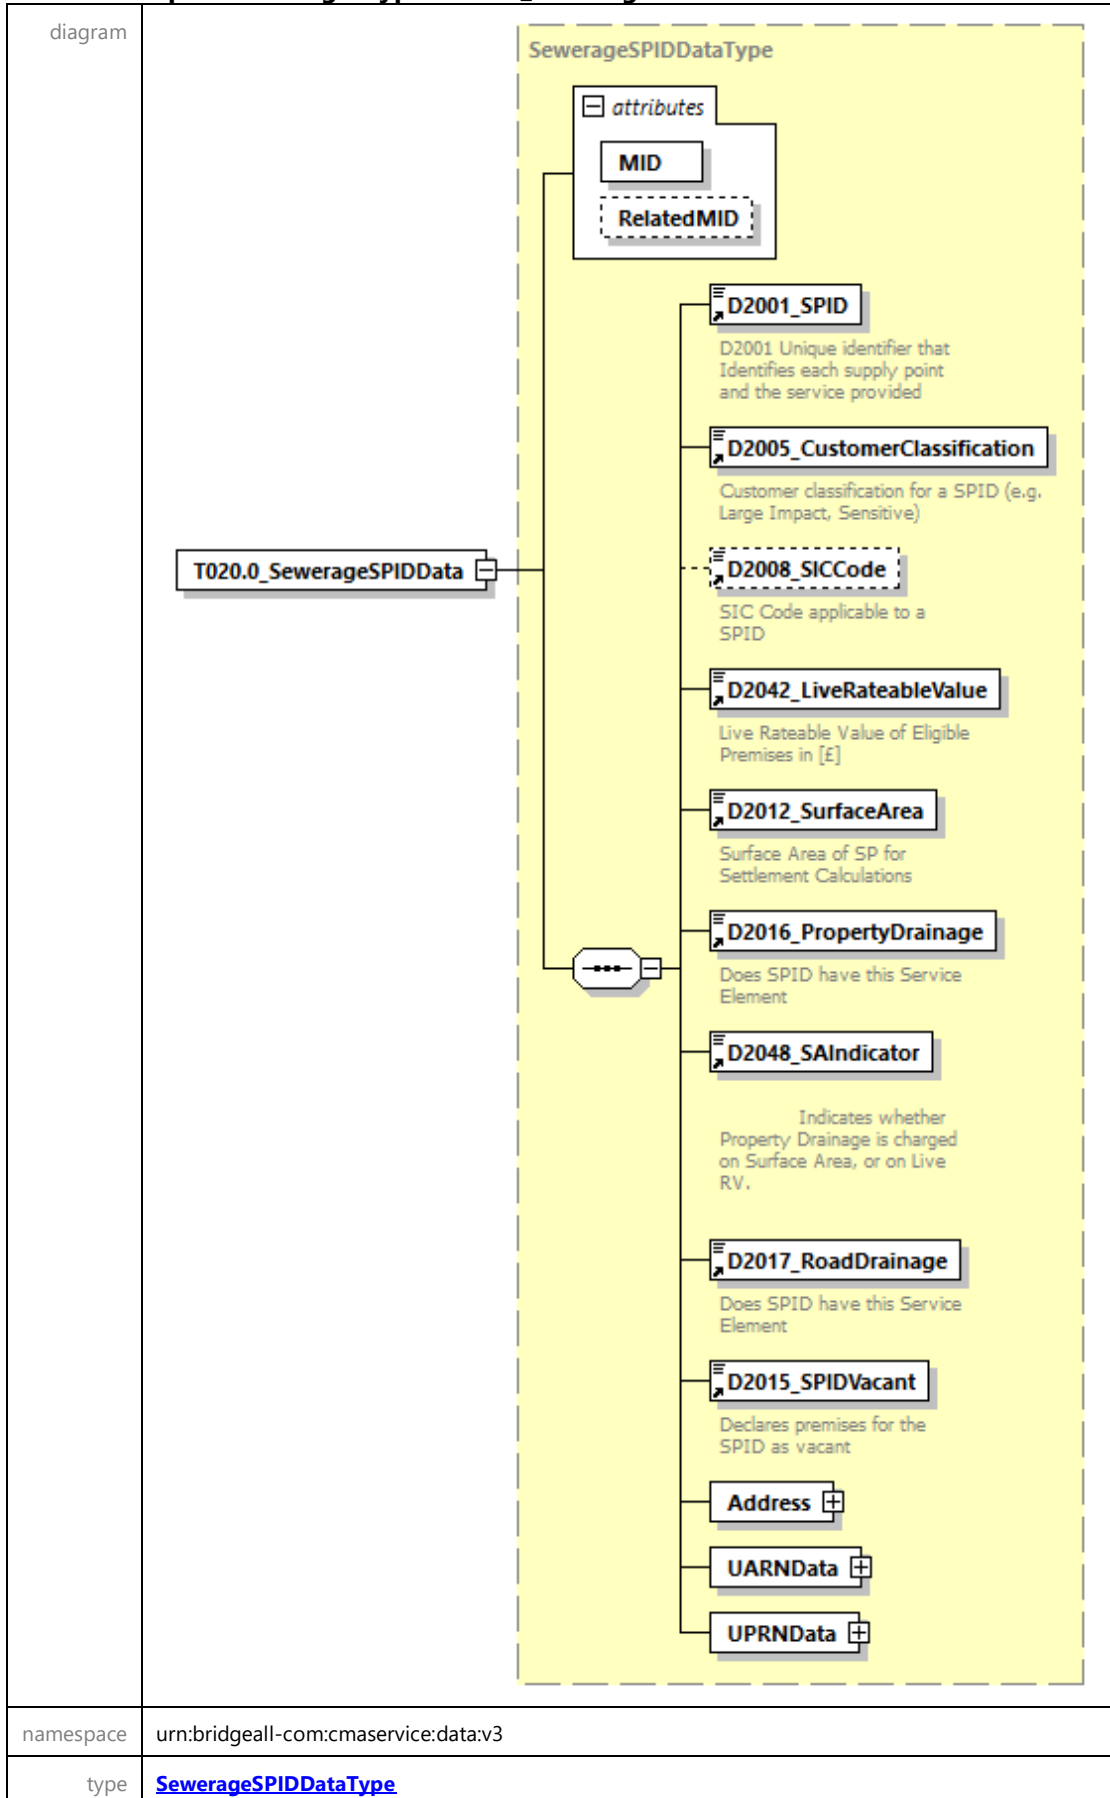 diagram
SewerageSPIDDataType
attributes
MID
RelatedMID
D2001_SPID
D2001 Unique identifier that
Identifies each supply point
and the service provided
D2005_CustomerClassification
Customer classification for a SPID (e.g.
Large Impact, Sensitive)
T020.0_SewerageSPIDData
D2008_SICCode
SIC Code applicable to a
SPID
D2042_LiveRateableValue
Live Rateable Value of Eligible
Premises in [£]
D2012_SurfaceArea
Surface Area of SP for
Settlement Calculations
D2016_PropertyDrainage
Does SPID have this Service
Element
D2048_SAIndicator
Indicates whether
Property Drainage is charged
on Surface Area, or on Live
RV.
D2017_RoadDrainage
Does SPID have this Service
Element
D2015_SPIDVacant
Declares premises for the
SPID as vacant
Address
UARNData
UPRNData
namespace urn:bridgeall-com:cmaservice:data:v3
type SewerageSPIDDataType